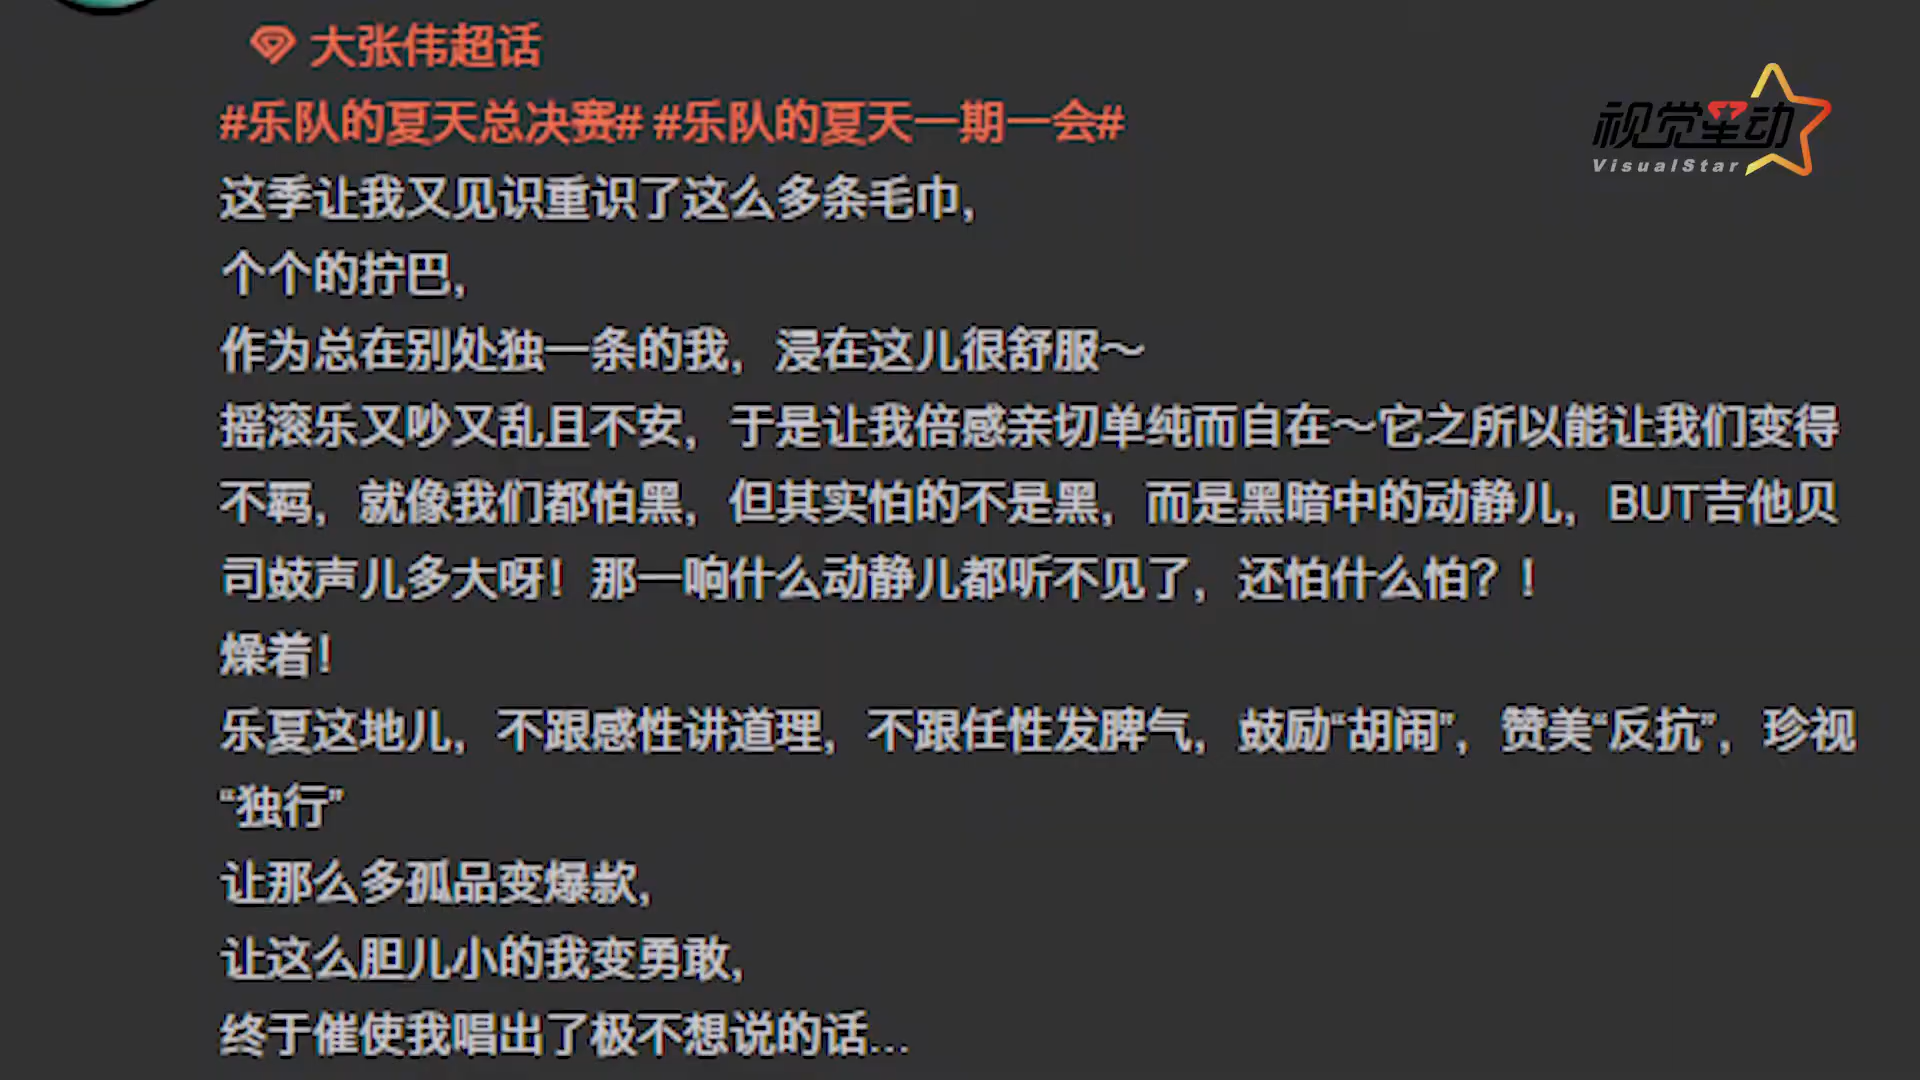 大张伟超话
#乐队的夏天总决赛# #乐队的夏天一期一会#
这季让我又见识重识了这么多条毛巾,
个个的拧巴,
作为总在别处独一条的我，浸在这儿很舒服～
摇滚乐又吵又乱且不安，于是让我倍感亲切单纯而自在～它之所以能让我们变得
不羁，就像我们都怕黑，但其实怕的不是黑，而是黑暗中的动静儿，BUT吉他贝
司鼓声儿多大呀！那一响什么动静儿都听不见了，还怕什么怕？！
燥着！
乐夏这地儿，不跟感性讲道理，不跟任性发脾气，鼓励“胡闹”，赞美“反抗”，珍视
“独行”
让那么多孤品变爆款,
让这么胆儿小的我变勇敢,
终于催使我唱出了极不想说的话...
视觉星动
VisualStar